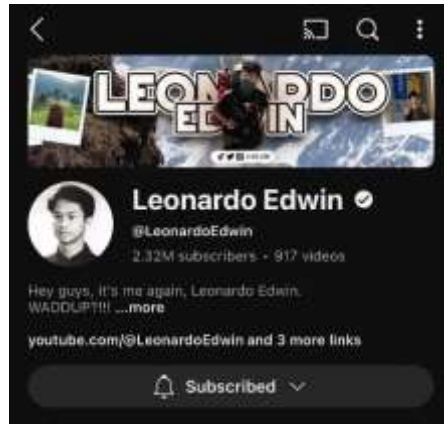 LEONARDO
EDWIN
Leonardo Edwin
@LeonardoEdwin
2.32M subscribers • 917 videos
Hey guys, it's me again, Leonardo Edwin.
WADDUP!!!! ...more
youtube.com/@LeonardoEdwin and 3 more links
Subscribed